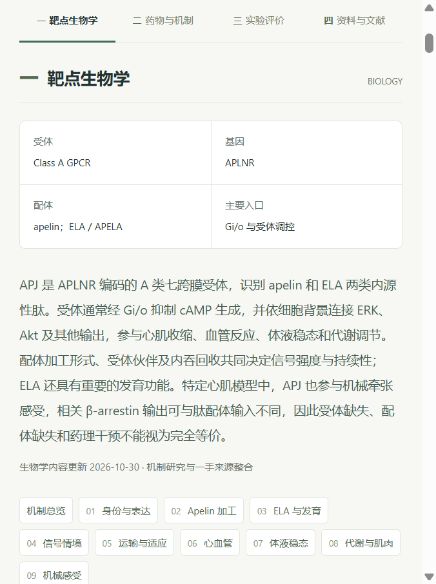 一 靶点生物学 二 药物与机制 三 实验评价 四 资料与文献
一 靶点生物学 BIOLOGY
受体 基因
Class A GPCR APLNR
配体 主要入口
apelin；ELA / APELA Gi/o 与受体调控
APJ 是 APLNR 编码的 A 类七跨膜受体，识别 apelin 和 ELA 两类内源
性肽。受体通常经 Gi/o 抑制 cAMP 生成，并依细胞背景连接 ERK、
Akt 及其他输出，参与心肌收缩、血管反应、体液稳态和代谢调节。
配体加工形式、受体伙伴及内吞回收共同决定信号强度与持续性；
ELA 还具有重要的发育功能。特定心肌模型中，APJ 也参与机械牵张
感受，相关 β-arrestin 输出可与肽配体输入不同，因此受体缺失、配
体缺失和药理干预不能视为完全等价。
生物学内容更新 2026-10-30 · 机制研究与一手来源整合
机制总览 01 身份与表达 02 Apelin 加工 03 ELA 与发育
04 信号情境 05 运输与适应 06 心血管 07 体液稳态 08 代谢与肌肉
09 机械感受